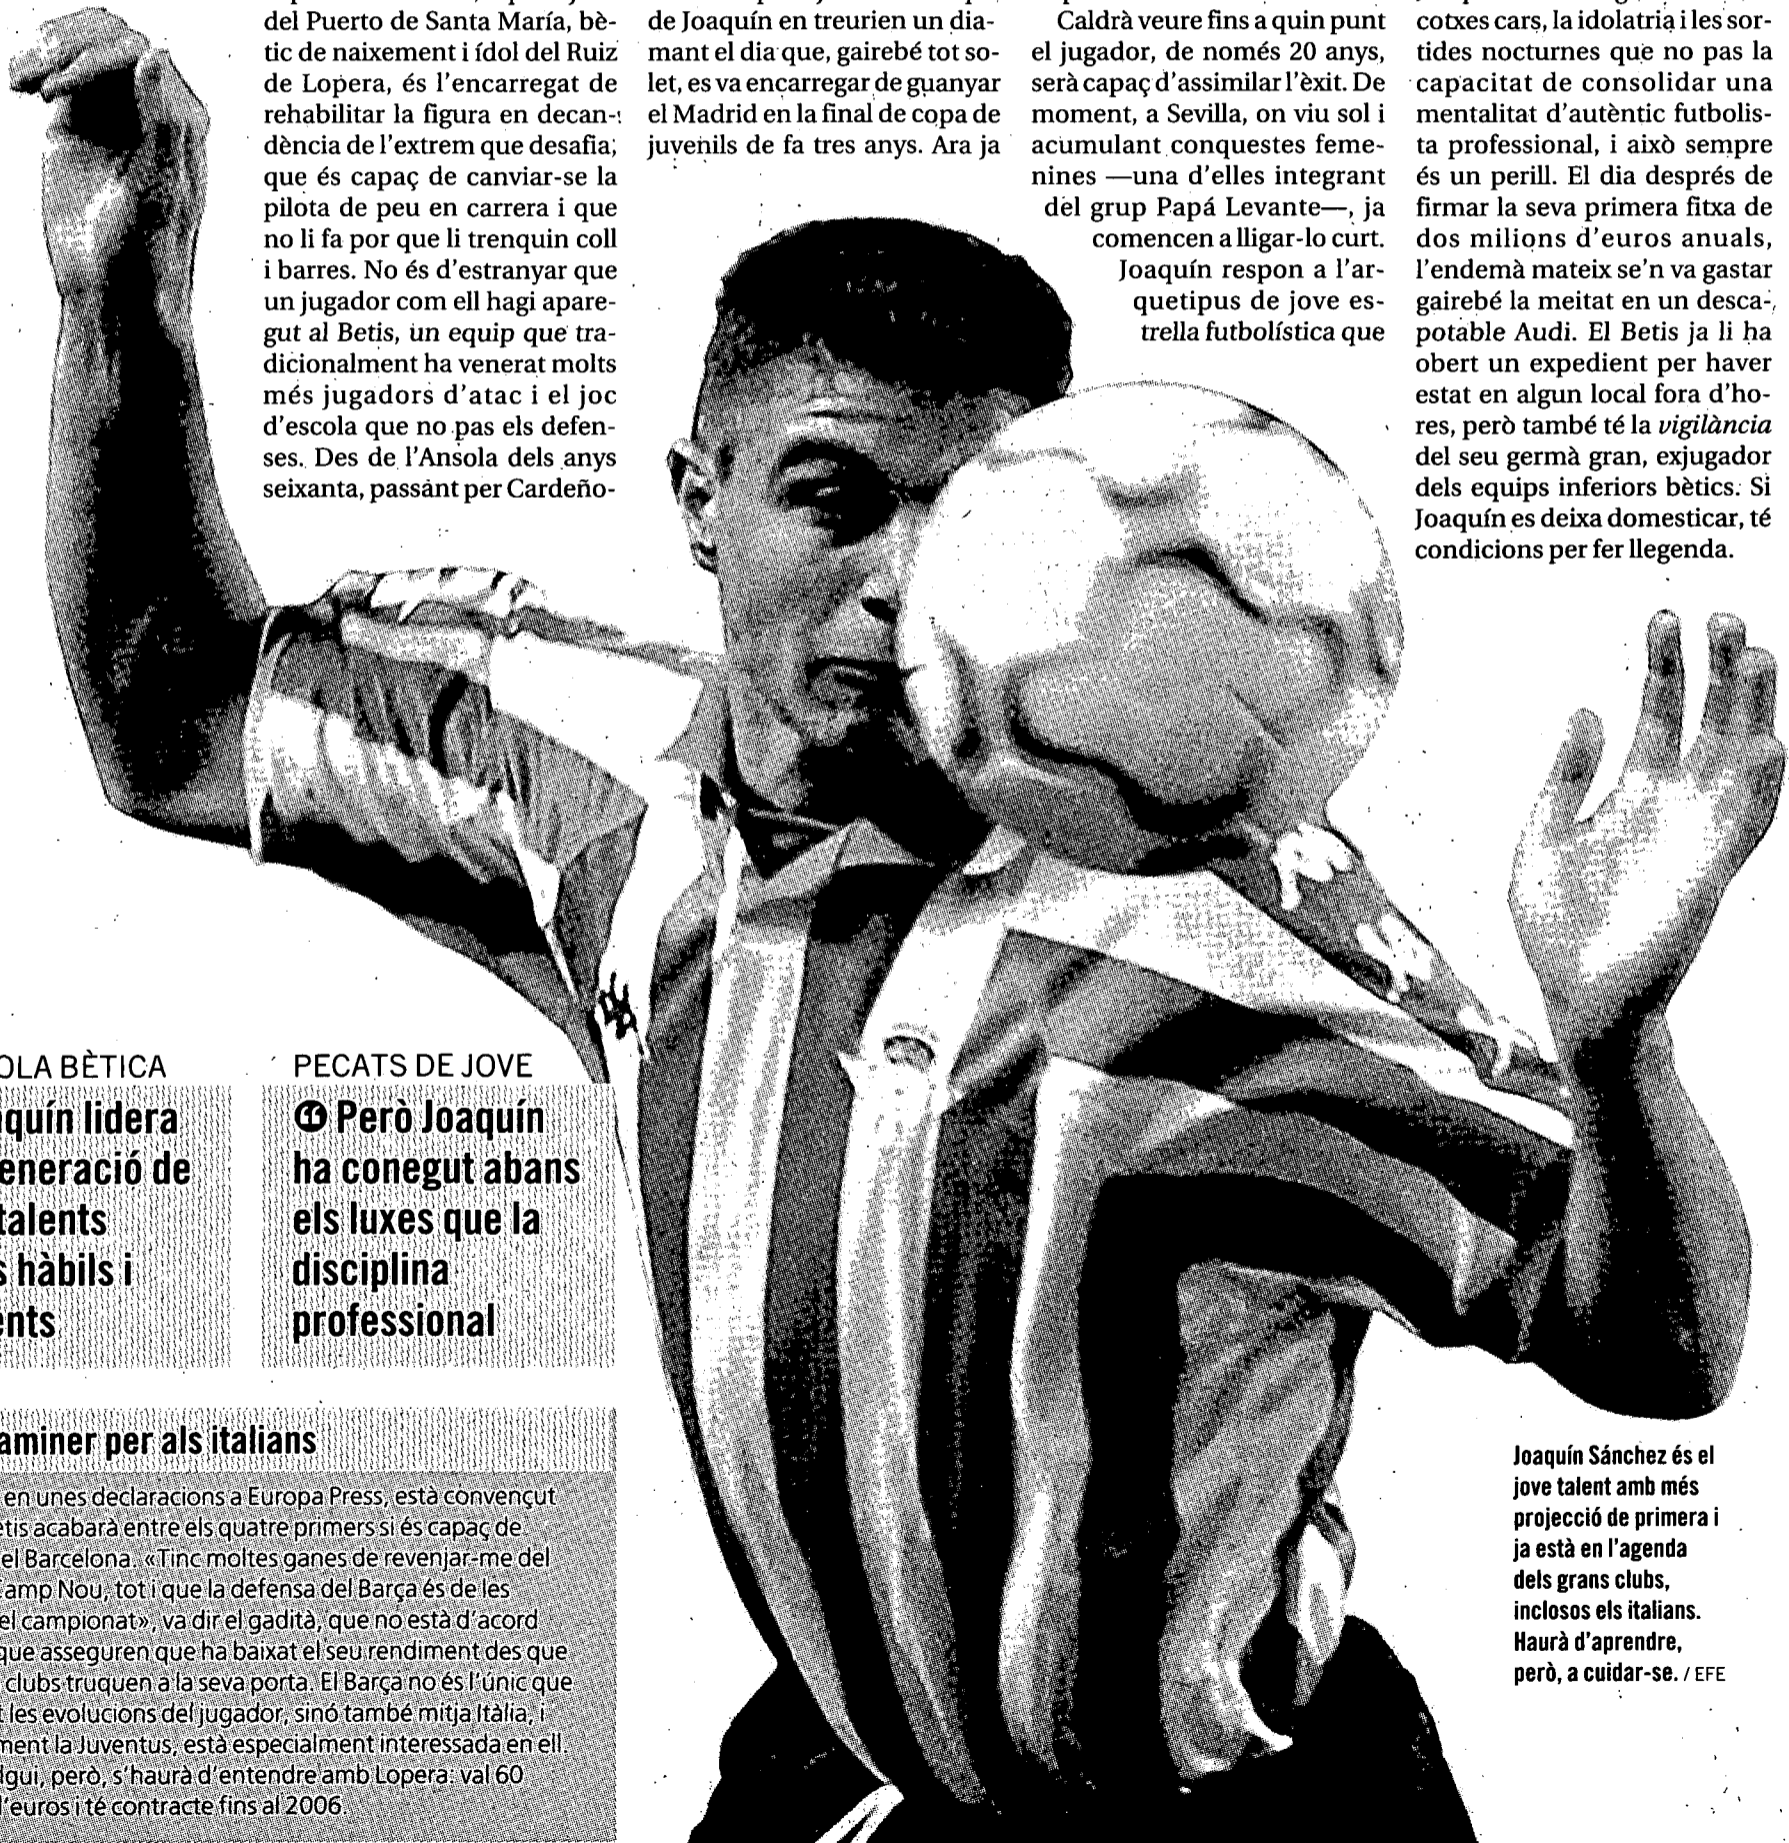 del Puerto de Santa María, bè-
tic de naixement i ídol del Ruiz
de Lopera, és l'encarregat de
rehabilitar la figura en decan-
dència de l'extrem que desafia,
que és capaç de canviar-se la
pilota de peu en carrera i que
no li fa por que li trenquin coll
i barres. No és d'estranyar que
un jugador com ell hagi apare-
gut al Betis, un equip que tra-
dicionalment ha venerat molts
més jugadors d'atac i el joc
d'escola que no pas els defen-
ses. Des de l'Ansola dels anys
seixanta, passant per Cardeño-
de Joaquín en treurien un dia-
mant el dia que, gairebé tot so-
let, es va encarregar de guanyar
el Madrid en la final de copa de
juvenils de fa tres anys. Ara ja
Caldrà veure fins a quin punt
el jugador, de només 20 anys,
serà capaç d'assimilar l'èxit. De
moment, a Sevilla, on viu sol i
acumulant conquestes feme-
nines —una d'elles integrant
del grup Papá Levante—, ja
comencen a lligar-lo curt.
Joaquín respon a l'ar-
quetipus de jove es-
trella futbolística que
cotxes cars, la idolatria i les sor-
tides nocturnes que no pas la
capacitat de consolidar una
mentalitat d'autèntic futbolis-
ta professional, i això sempre
és un perill. El dia després de
firmar la seva primera fitxa de
dos milions d'euros anuals,
l'endemà mateix se'n va gastar
gairebé la meitat en un desca-
potable Audi. El Betis ja li ha
obert un expedient per haver
estat en algun local fora d'ho-
res, però també té la vigilància
del seu germà gran, exjugador
dels equips inferiors bètics. Si
Joaquín es deixa domesticar, té
condicions per fer llegenda.
OLA BÈTICA
quín lidera
eneració de
talents
s hàbils i
ents
PECATS DE JOVE
Però Joaquín
ha conegut abans
els luxes que la
disciplina
professional
aminer per als italians
en unes declaracions a Europa Press, està convençut
etis acabarà entre els quatre primers si és capaç de
el Barcelona. «Tinc moltes ganes de revenjar-me del
amp Nou, tot i que la defensa del Barça és de les
el campionat», va dir el gadità, que no està d'acord
que asseguren que ha baixat el seu rendiment des que
clubs truquen a la seva porta. El Barça no és l'únic que
t les evolucions del jugador, sinó també mitja Itàlia, i
ment la Juventus, està especialment interessada en ell.
lgui, però, s'haurà d'entendre amb Lopera: val 60
l'euros i té contracte fins al 2006.
Joaquín Sánchez és el
jove talent amb més
projecció de primera i
ja està en l'agenda
dels grans clubs,
inclosos els italians.
Haurà d'aprendre,
però, a cuidar-se. / EFE